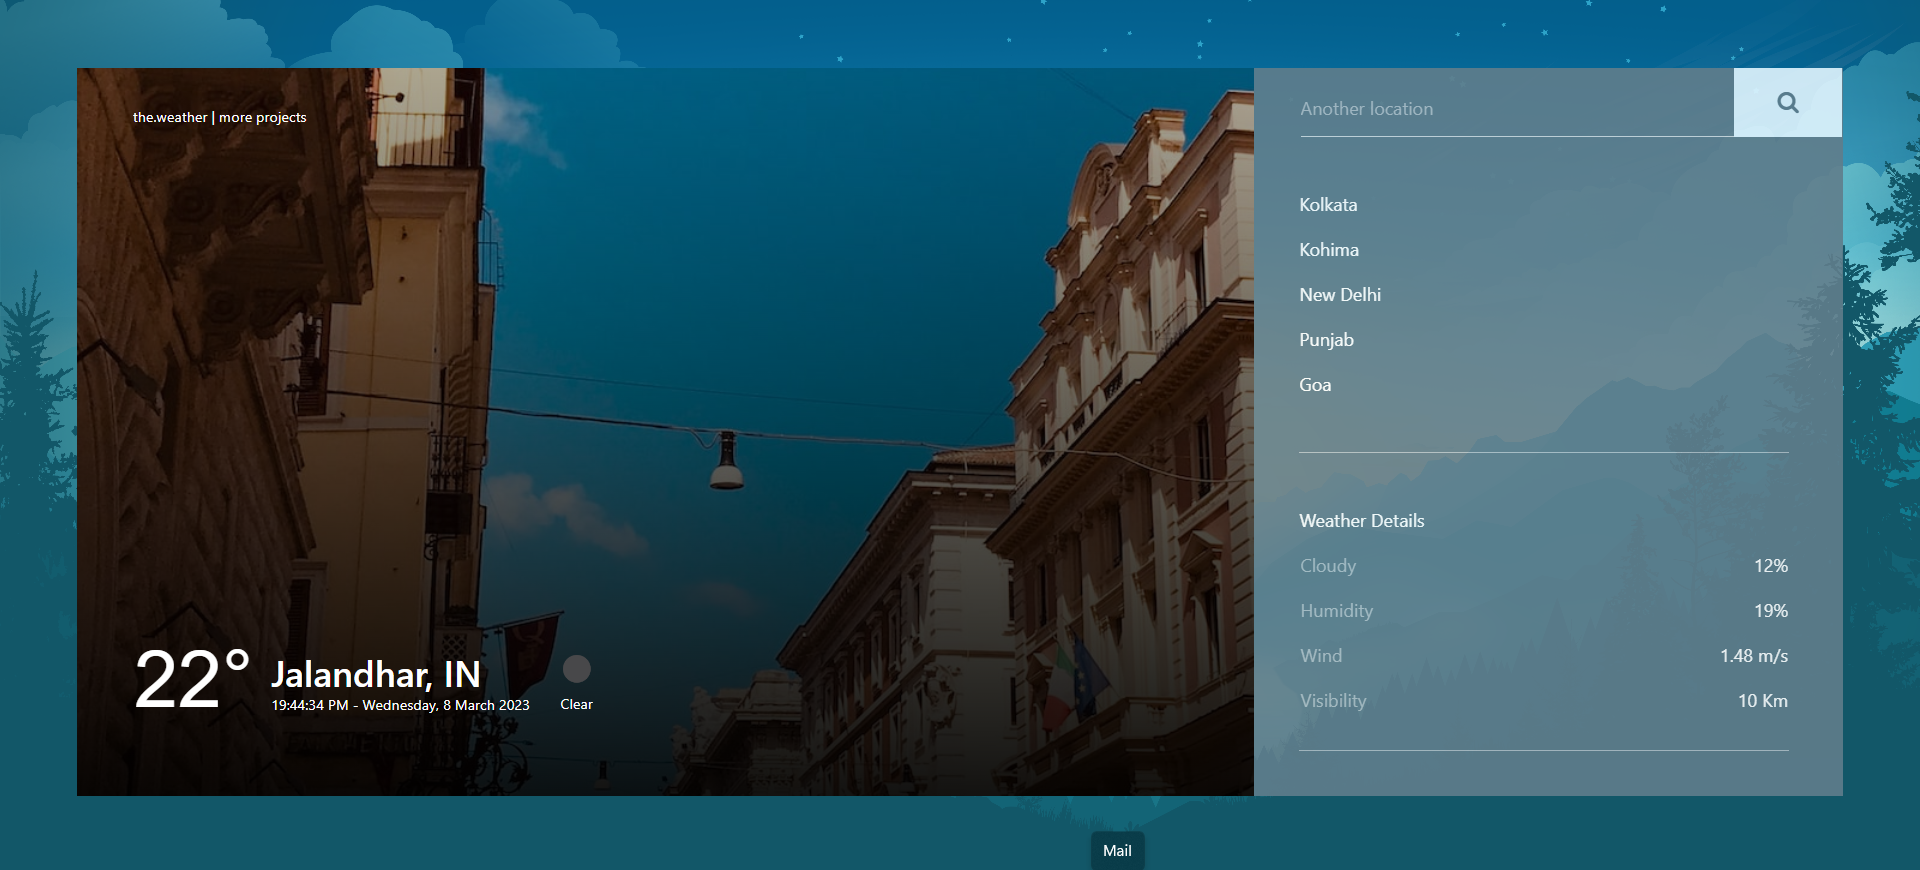 the.weather | more projects
Another location
Kolkata
Kohima
New Delhi
Punjab
Goa
Weather Details
Cloudy 12%
Humidity 19%
Wind 1.48 m/s
Visibility 10 Km
22° Jalandhar, IN
19:44:34 PM - Wednesday, 8 March 2023
Clear
Mail